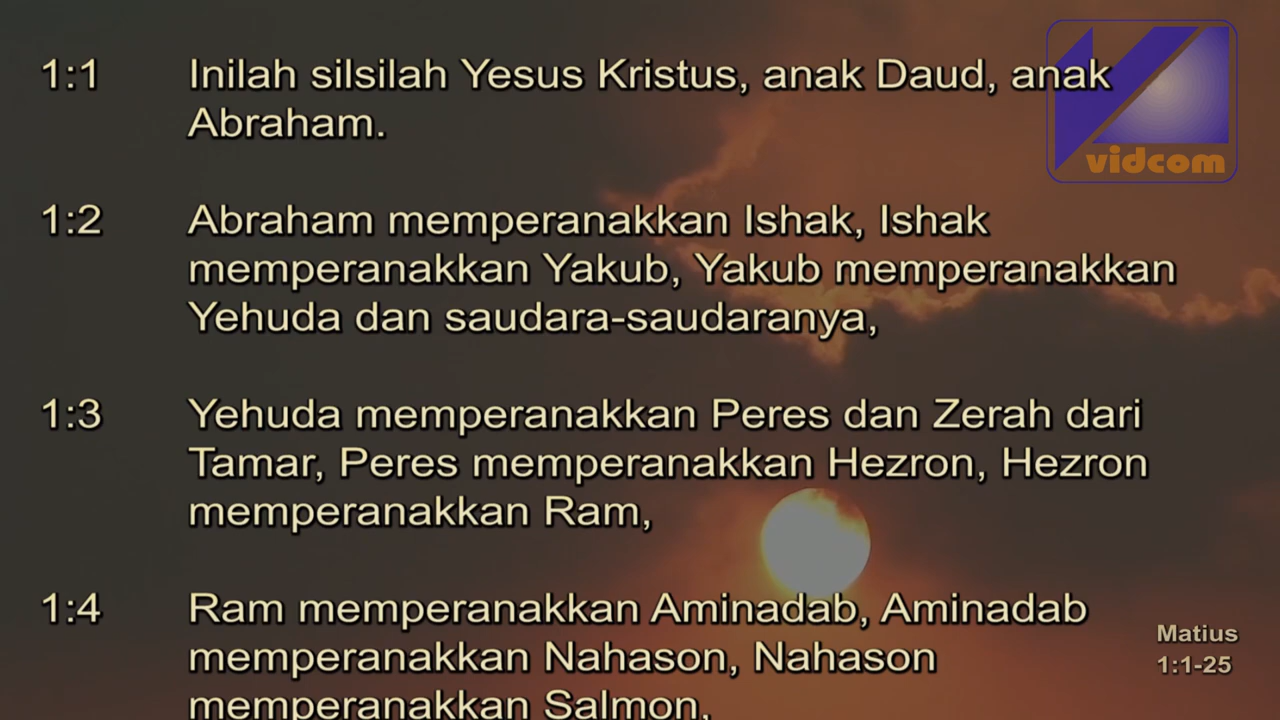 1:1 Inilah silsilah Yesus Kristus, anak Daud, anak
Abraham.
vidcom
1:2 Abraham memperanakkan Ishak, Ishak
memperanakkan Yakub, Yakub memperanakkan
Yehuda dan saudara-saudaranya,
1:3 Yehuda memperanakkan Peres dan Zerah dari
Tamar, Peres memperanakkan Hezron, Hezron
memperanakkan Ram,
1:4 Ram memperanakkan Aminadab, Aminadab
memperanakkan Nahason, Nahason
memperanakkan Salmon,
Matius
1:1-25